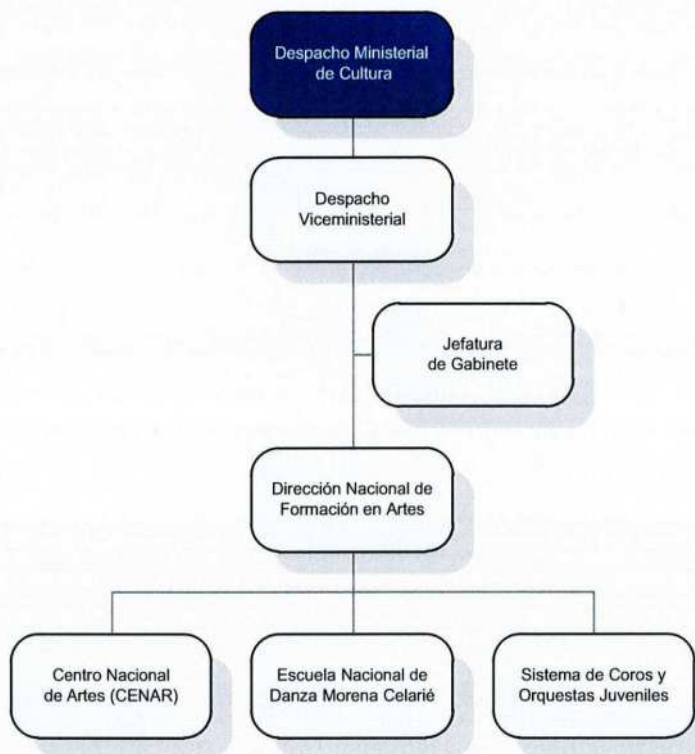 Despacho Ministerial
de Cultura
Despacho
Viceministerial
Jefatura
de Gabinete
Dirección Nacional de
Formación en Artes
Centro Nacional
de Artes (CENAR)
Escuela Nacional de
Danza Morena Celarié
Sistema de Coros y
Orquestas Juveniles